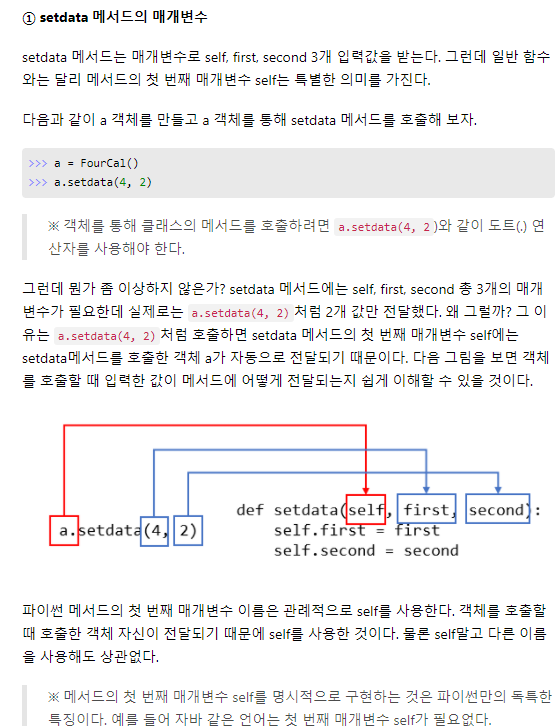 ① setdata 메서드의 매개변수
setdata 메서드는 매개변수로 self, first, second 3개 입력값을 받는다. 그런데 일반 함수
와는 달리 메서드의 첫 번째 매개변수 self는 특별한 의미를 가진다.
다음과 같이 a 객체를 만들고 a 객체를 통해 setdata 메서드를 호출해 보자.
>>> a = FourCal()
>>> a.setdata(4, 2)
※ 객체를 통해 클래스의 메서드를 호출하려면 a.setdata(4, 2 )와 같이 도트(.) 연
산자를 사용해야 한다.
그런데 뭔가 좀 이상하지 않은가? setdata 메서드에는 self, first, second 총 3개의 매개
변수가 필요한데 실제로는 a.setdata(4, 2) 처럼 2개 값만 전달했다. 왜 그럴까? 그 이
유는 a.setdata(4, 2) 처럼 호출하면 setdata 메서드의 첫 번째 매개변수 self에는
setdata메서드를 호출한 객체 a가 자동으로 전달되기 때문이다. 다음 그림을 보면 객체
를 호출할 때 입력한 값이 메서드에 어떻게 전달되는지 쉽게 이해할 수 있을 것이다.
a.setdata(4, 2)
def setdata(self, first, second):
self.first = first
self.second = second
파이썬 메서드의 첫 번째 매개변수 이름은 관례적으로 self를 사용한다. 객체를 호출할
때 호출한 객체 자신이 전달되기 때문에 self를 사용한 것이다. 물론 self말고 다른 이름
을 사용해도 상관없다.
※ 메서드의 첫 번째 매개변수 self를 명시적으로 구현하는 것은 파이썬만의 독특한
특징이다. 예를 들어 자바 같은 언어는 첫 번째 매개변수 self가 필요없다.